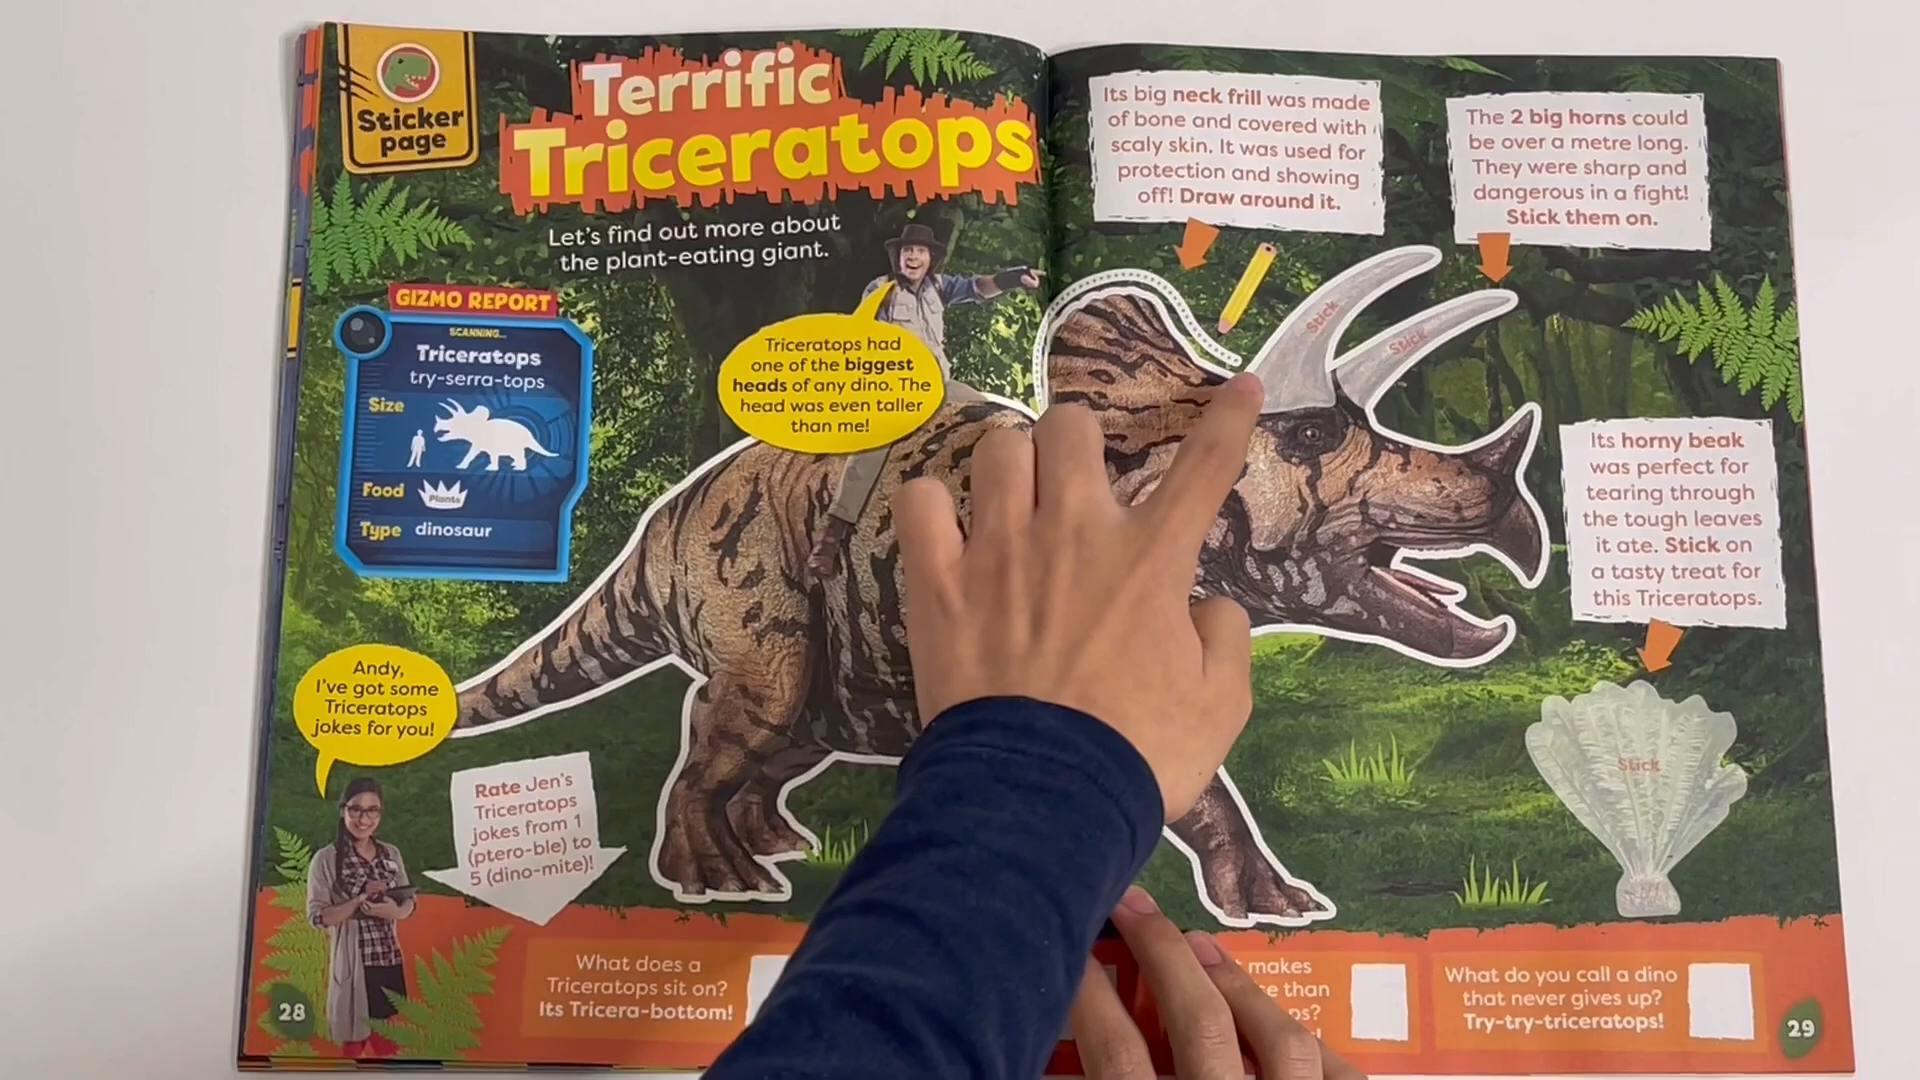 Sticker
page
Terrific
Triceratops
Let's find out more about
the plant-eating giant.
GIZMO REPORT
SCANNING...
Triceratops
try-serra-tops
Size
Food
Plants
Type dinosaur
Triceratops had
one of the biggest
heads of any dino. The
head was even taller
than me!
Its big neck frill was made
of bone and covered with
scaly skin. It was used for
protection and showing
off! Draw around it.
The 2 big horns could
be over a metre long.
They were sharp and
dangerous in a fight!
Stick them on.
Stick
Stick
Its horny beak
was perfect for
tearing through
the tough leaves
it ate. Stick on
a tasty treat for
this Triceratops.
Stick
Andy,
I've got some
Triceratops
jokes for you!
Rate Jen's
Triceratops
jokes from 1
(ptero-ble) to
5 (dino-mite)!
What does a
Triceratops sit on?
Its Tricera-bottom!
makes
than
What do you call a dino
that never gives up?
Try-try-triceratops!
28
29